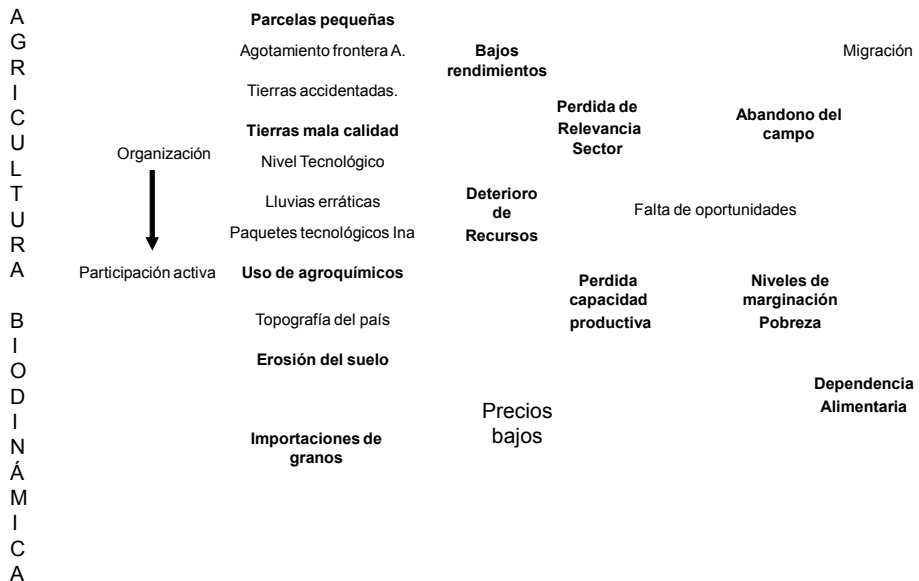 AGRICULTURA BIODINÁMICA
Organización
Participación activa
Parcelas pequeñas
Agotamiento frontera A.
Tierras accidentadas.
Tierras mala calidad
Nivel Tecnológico
Lluvias erráticas
Paquetes tecnológicos Ina
Uso de agroquímicos
Topografía del país
Erosión del suelo
Importaciones de
granos
Bajos
rendimientos
Deterioro
de
Recursos
Precios
bajos
Perdida de
Relevancia
Sector
Falta de oportunidades
Perdida
capacidad
productiva
Migración
Abandono del
campo
Niveles de
marginación
Pobreza
Dependencia
Alimentaria